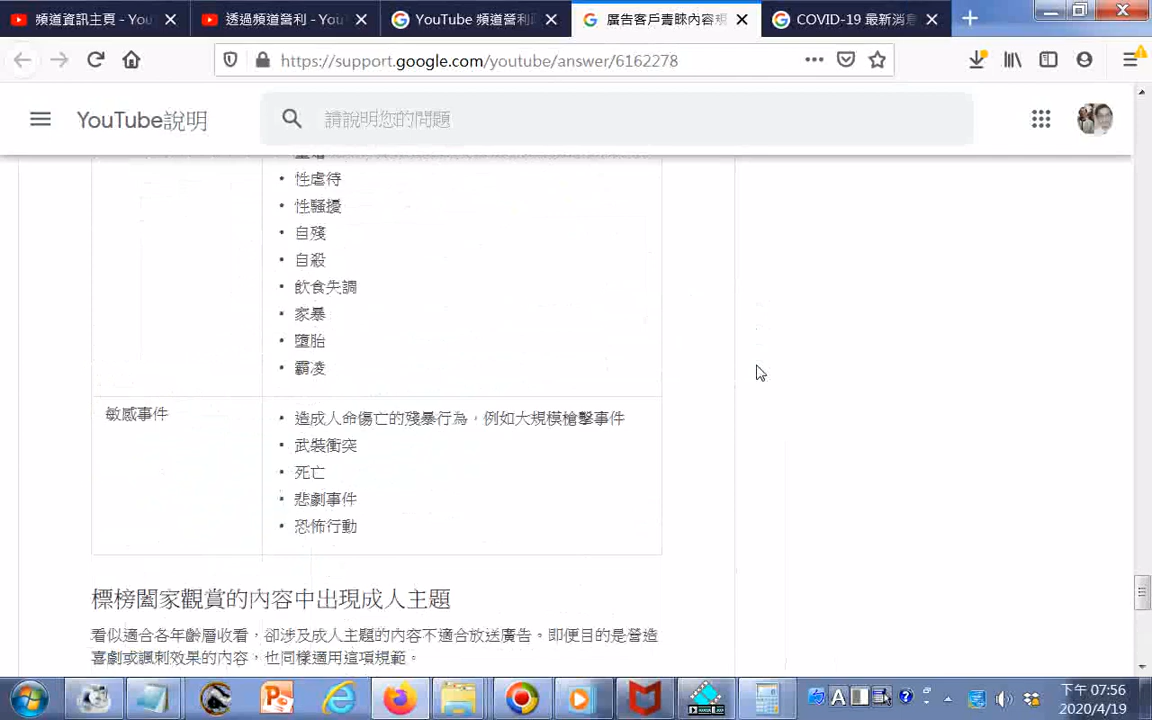 頻道資訊主頁 - You
透過頻道營利 - You
YouTube 頻道營利
廣告客戶青睞內容規
COVID-19 最新消息
https://support.google.com/youtube/answer/6162278
YouTube說明
請說明您的問題
• 性虐待
• 性騷擾
• 自殘
• 自殺
• 飲食失調
• 家暴
• 墮胎
• 霸凌
敏感事件
• 造成人命傷亡的殘暴行為，例如大規模槍擊事件
• 武裝衝突
• 死亡
• 悲劇事件
• 恐怖行動
標榜闔家觀賞的內容中出現成人主題
看似適合各年齡層收看，卻涉及成人主題的內容不適合放送廣告。即便目的是營造
喜劇或諷刺效果的內容，也同樣適用這項規範。
下午 07:56
2020/4/19